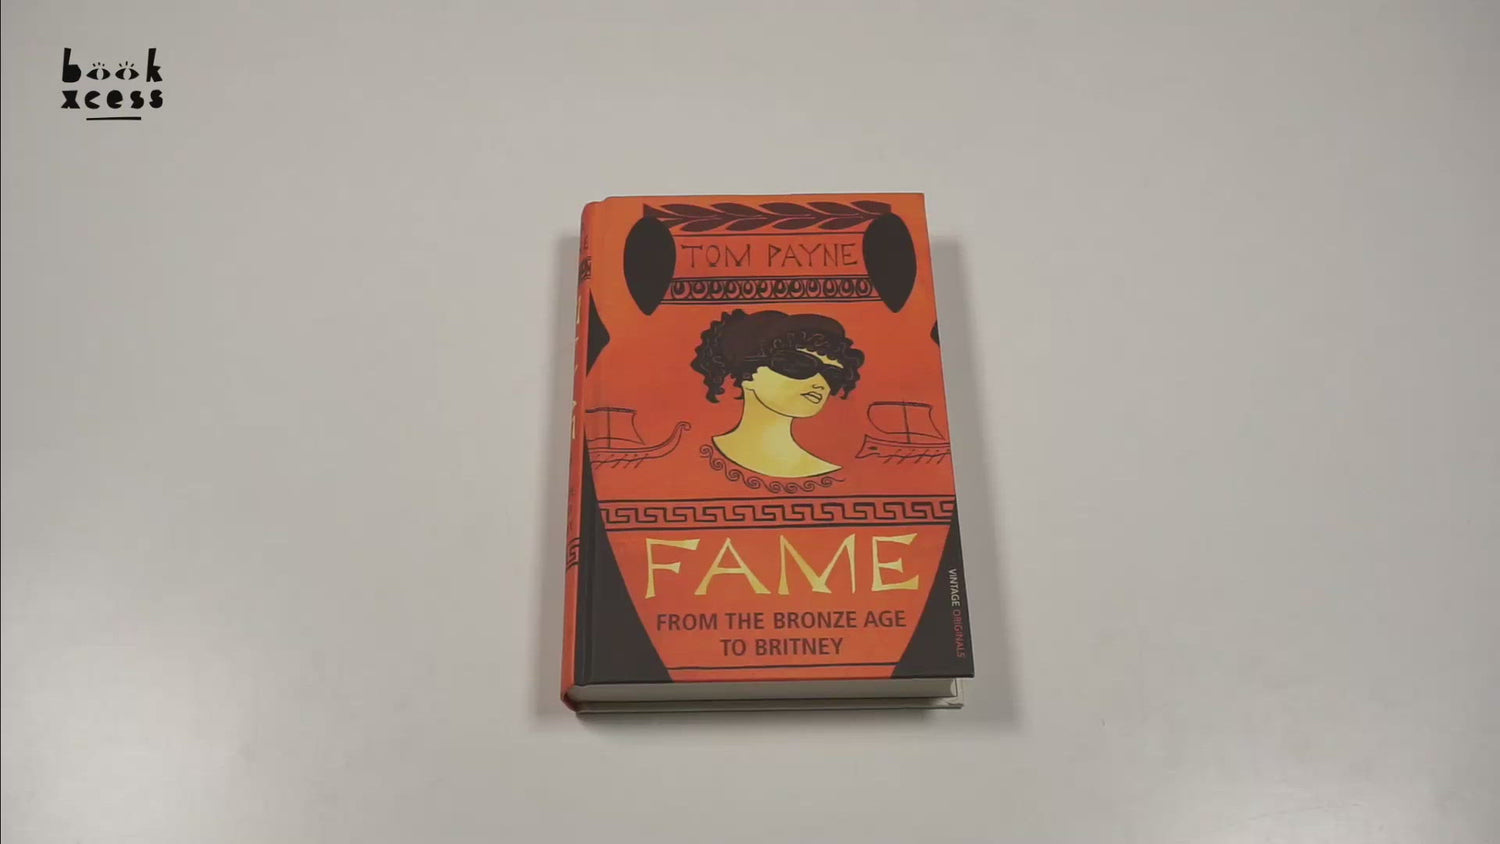 book
xcess
TOM PAYNE
FAME
FROM THE BRONZE AGE
TO BRITNEY
VINTAGE ORIGINALS